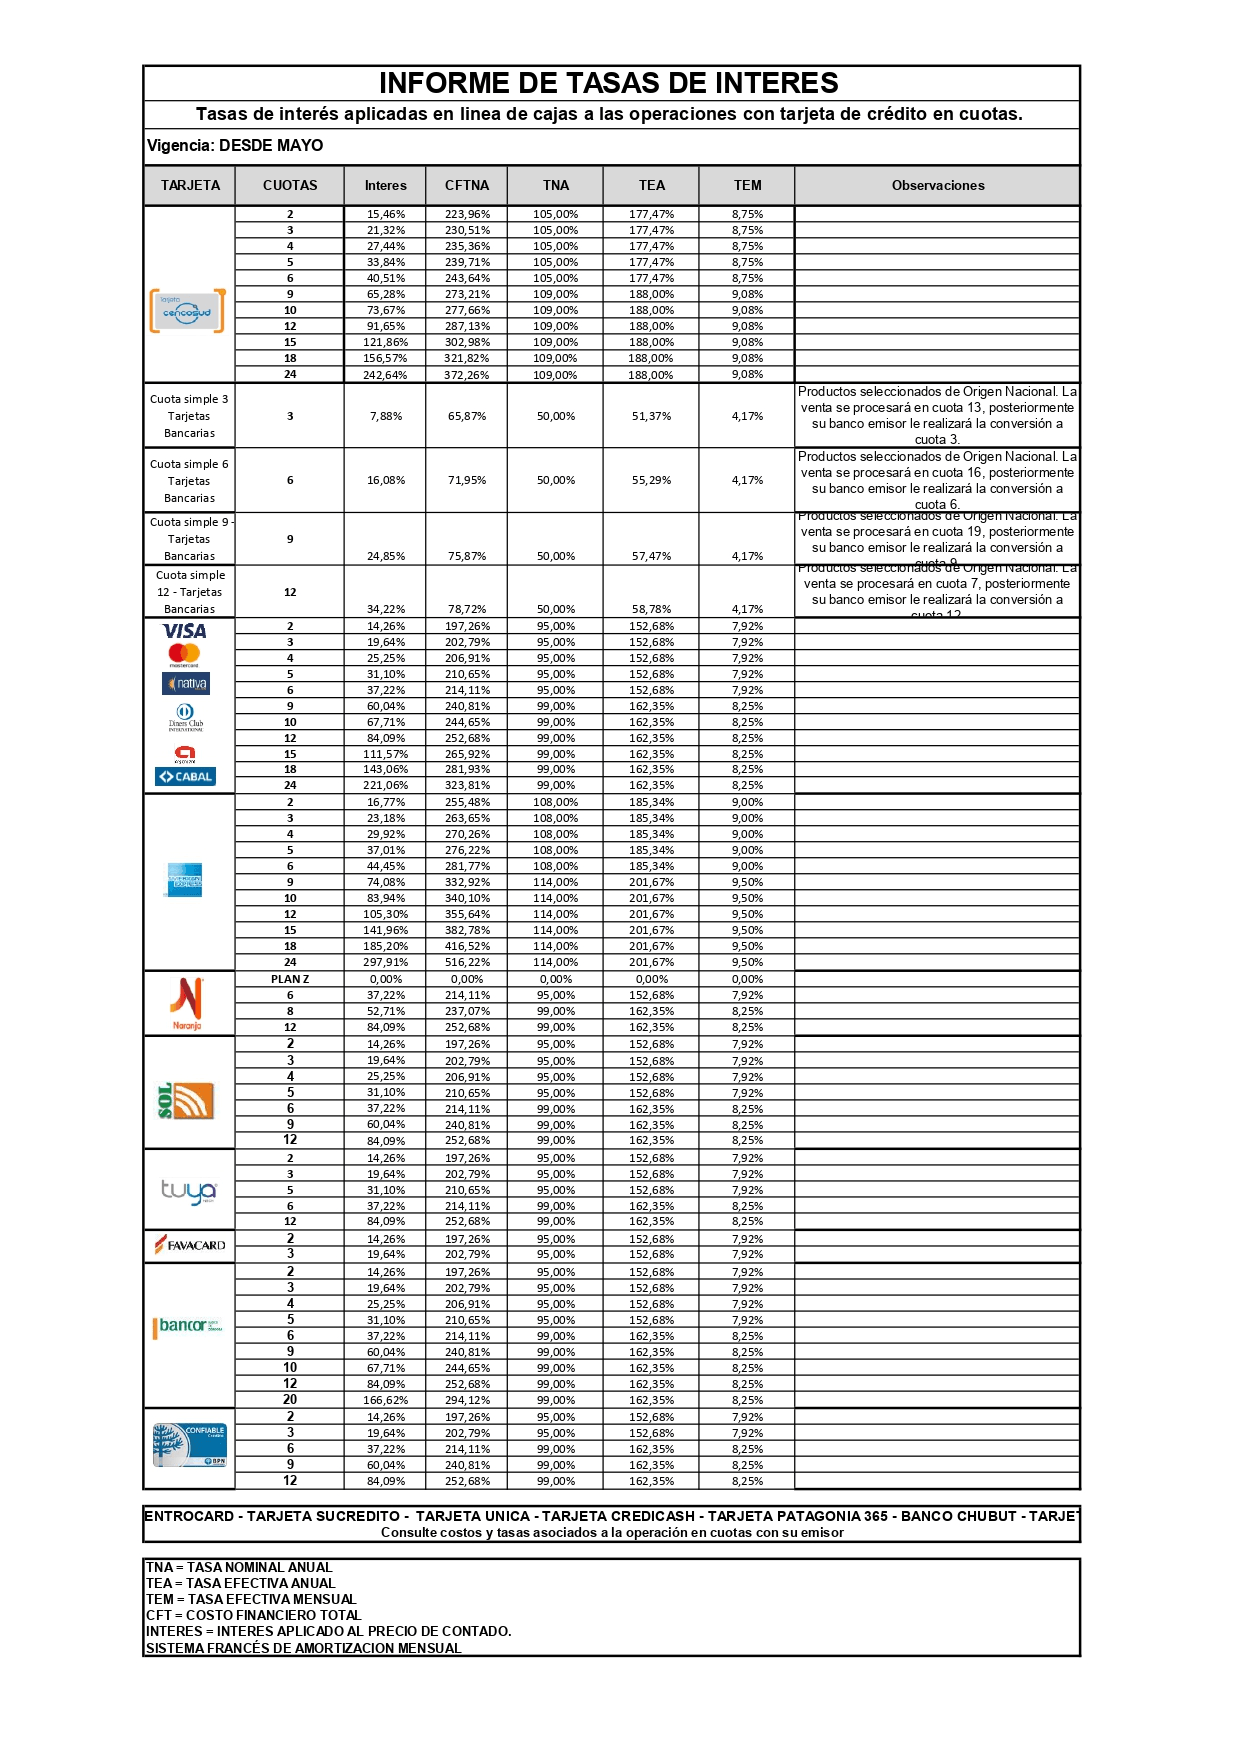 INFORME DE TASAS DE INTERES
Tasas de interés aplicadas en linea de cajas a las operaciones con tarjeta de crédito en cuotas.
Vigencia: DESDE MAYO
TARJETA CUOTAS Interes CFTNA TNA TEA TEM Observaciones
Tarjeta
cencosud
2 15,46% 223,96% 105,00% 177,47% 8,75%
3 21,32% 230,51% 105,00% 177,47% 8,75%
4 27,44% 235,36% 105,00% 177,47% 8,75%
5 33,84% 239,71% 105,00% 177,47% 8,75%
6 40,51% 243,64% 105,00% 177,47% 8,75%
9 65,28% 273,21% 109,00% 188,00% 9,08%
10 73,67% 277,66% 109,00% 188,00% 9,08%
12 91,65% 287,13% 109,00% 188,00% 9,08%
15 121,86% 302,98% 109,00% 188,00% 9,08%
18 156,57% 321,82% 109,00% 188,00% 9,08%
24 242,64% 372,26% 109,00% 188,00% 9,08%
Cuota simple 3
Tarjetas
Bancarias
3 7,88% 65,87% 50,00% 51,37% 4,17%
Productos seleccionados de Origen Nacional. La
venta se procesará en cuota 13, posteriormente
su banco emisor le realizará la conversión a
cuota 3.
Cuota simple 6
Tarjetas
Bancarias
6 16,08% 71,95% 50,00% 55,29% 4,17%
Productos seleccionados de Origen Nacional. La
venta se procesará en cuota 16, posteriormente
su banco emisor le realizará la conversión a
cuota 6.
Cuota simple 9 -
Tarjetas
Bancarias
9 24,85% 75,87% 50,00% 57,47% 4,17%
Productos seleccionados de Origen Nacional. La
venta se procesará en cuota 19, posteriormente
su banco emisor le realizará la conversión a
cuota 9.
Cuota simple
12 - Tarjetas
Bancarias
12 34,22% 78,72% 50,00% 58,78% 4,17%
Productos seleccionados de Origen Nacional. La
venta se procesará en cuota 7, posteriormente
su banco emisor le realizará la conversión a
cuota 12.
VISA
mastercard
nativa
Diners Club
INTERNATIONAL
CABAL
2 14,26% 197,26% 95,00% 152,68% 7,92%
3 19,64% 202,79% 95,00% 152,68% 7,92%
4 25,25% 206,91% 95,00% 152,68% 7,92%
5 31,10% 210,65% 95,00% 152,68% 7,92%
6 37,22% 214,11% 95,00% 152,68% 7,92%
9 60,04% 240,81% 99,00% 162,35% 8,25%
10 67,71% 244,65% 99,00% 162,35% 8,25%
12 84,09% 252,68% 99,00% 162,35% 8,25%
15 111,57% 265,92% 99,00% 162,35% 8,25%
18 143,06% 281,93% 99,00% 162,35% 8,25%
24 221,06% 323,81% 99,00% 162,35% 8,25%
AMERICAN
EXPRESS
2 16,77% 255,48% 108,00% 185,34% 9,00%
3 23,18% 263,65% 108,00% 185,34% 9,00%
4 29,92% 270,26% 108,00% 185,34% 9,00%
5 37,01% 276,22% 108,00% 185,34% 9,00%
6 44,45% 281,77% 108,00% 185,34% 9,00%
9 74,08% 332,92% 114,00% 201,67% 9,50%
10 83,94% 340,10% 114,00% 201,67% 9,50%
12 105,30% 355,64% 114,00% 201,67% 9,50%
15 141,96% 382,78% 114,00% 201,67% 9,50%
18 185,20% 416,52% 114,00% 201,67% 9,50%
24 297,91% 516,22% 114,00% 201,67% 9,50%
Naranja
PLAN Z 0,00% 0,00% 0,00% 0,00% 0,00%
6 37,22% 214,11% 95,00% 152,68% 7,92%
8 52,71% 237,07% 99,00% 162,35% 8,25%
12 84,09% 252,68% 99,00% 162,35% 8,25%
SOL
2 14,26% 197,26% 95,00% 152,68% 7,92%
3 19,64% 202,79% 95,00% 152,68% 7,92%
4 25,25% 206,91% 95,00% 152,68% 7,92%
5 31,10% 210,65% 95,00% 152,68% 7,92%
6 37,22% 214,11% 99,00% 162,35% 8,25%
9 60,04% 240,81% 99,00% 162,35% 8,25%
12 84,09% 252,68% 99,00% 162,35% 8,25%
tuya
2 14,26% 197,26% 95,00% 152,68% 7,92%
3 19,64% 202,79% 95,00% 152,68% 7,92%
5 31,10% 210,65% 95,00% 152,68% 7,92%
6 37,22% 214,11% 99,00% 162,35% 8,25%
12 84,09% 252,68% 99,00% 162,35% 8,25%
FAVACARD
2 14,26% 197,26% 95,00% 152,68% 7,92%
3 19,64% 202,79% 95,00% 152,68% 7,92%
bancor
2 14,26% 197,26% 95,00% 152,68% 7,92%
3 19,64% 202,79% 95,00% 152,68% 7,92%
4 25,25% 206,91% 95,00% 152,68% 7,92%
5 31,10% 210,65% 95,00% 152,68% 7,92%
6 37,22% 214,11% 99,00% 162,35% 8,25%
9 60,04% 240,81% 99,00% 162,35% 8,25%
10 67,71% 244,65% 99,00% 162,35% 8,25%
12 84,09% 252,68% 99,00% 162,35% 8,25%
20 166,62% 294,12% 99,00% 162,35% 8,25%
CONFIABLE
BPN
2 14,26% 197,26% 95,00% 152,68% 7,92%
3 19,64% 202,79% 95,00% 152,68% 7,92%
6 37,22% 214,11% 99,00% 162,35% 8,25%
9 60,04% 240,81% 99,00% 162,35% 8,25%
12 84,09% 252,68% 99,00% 162,35% 8,25%
ENTROCARD - TARJETA SUCREDITO - TARJETA UNICA - TARJETA CREDICASH - TARJETA PATAGONIA 365 - BANCO CHUBUT - TARJET
Consulte costos y tasas asociados a la operación en cuotas con su emisor
TNA = TASA NOMINAL ANUAL
TEA = TASA EFECTIVA ANUAL
TEM = TASA EFECTIVA MENSUAL
CFT = COSTO FINANCIERO TOTAL
INTERES = INTERES APLICADO AL PRECIO DE CONTADO.
SISTEMA FRANCÉS DE AMORTIZACION MENSUAL